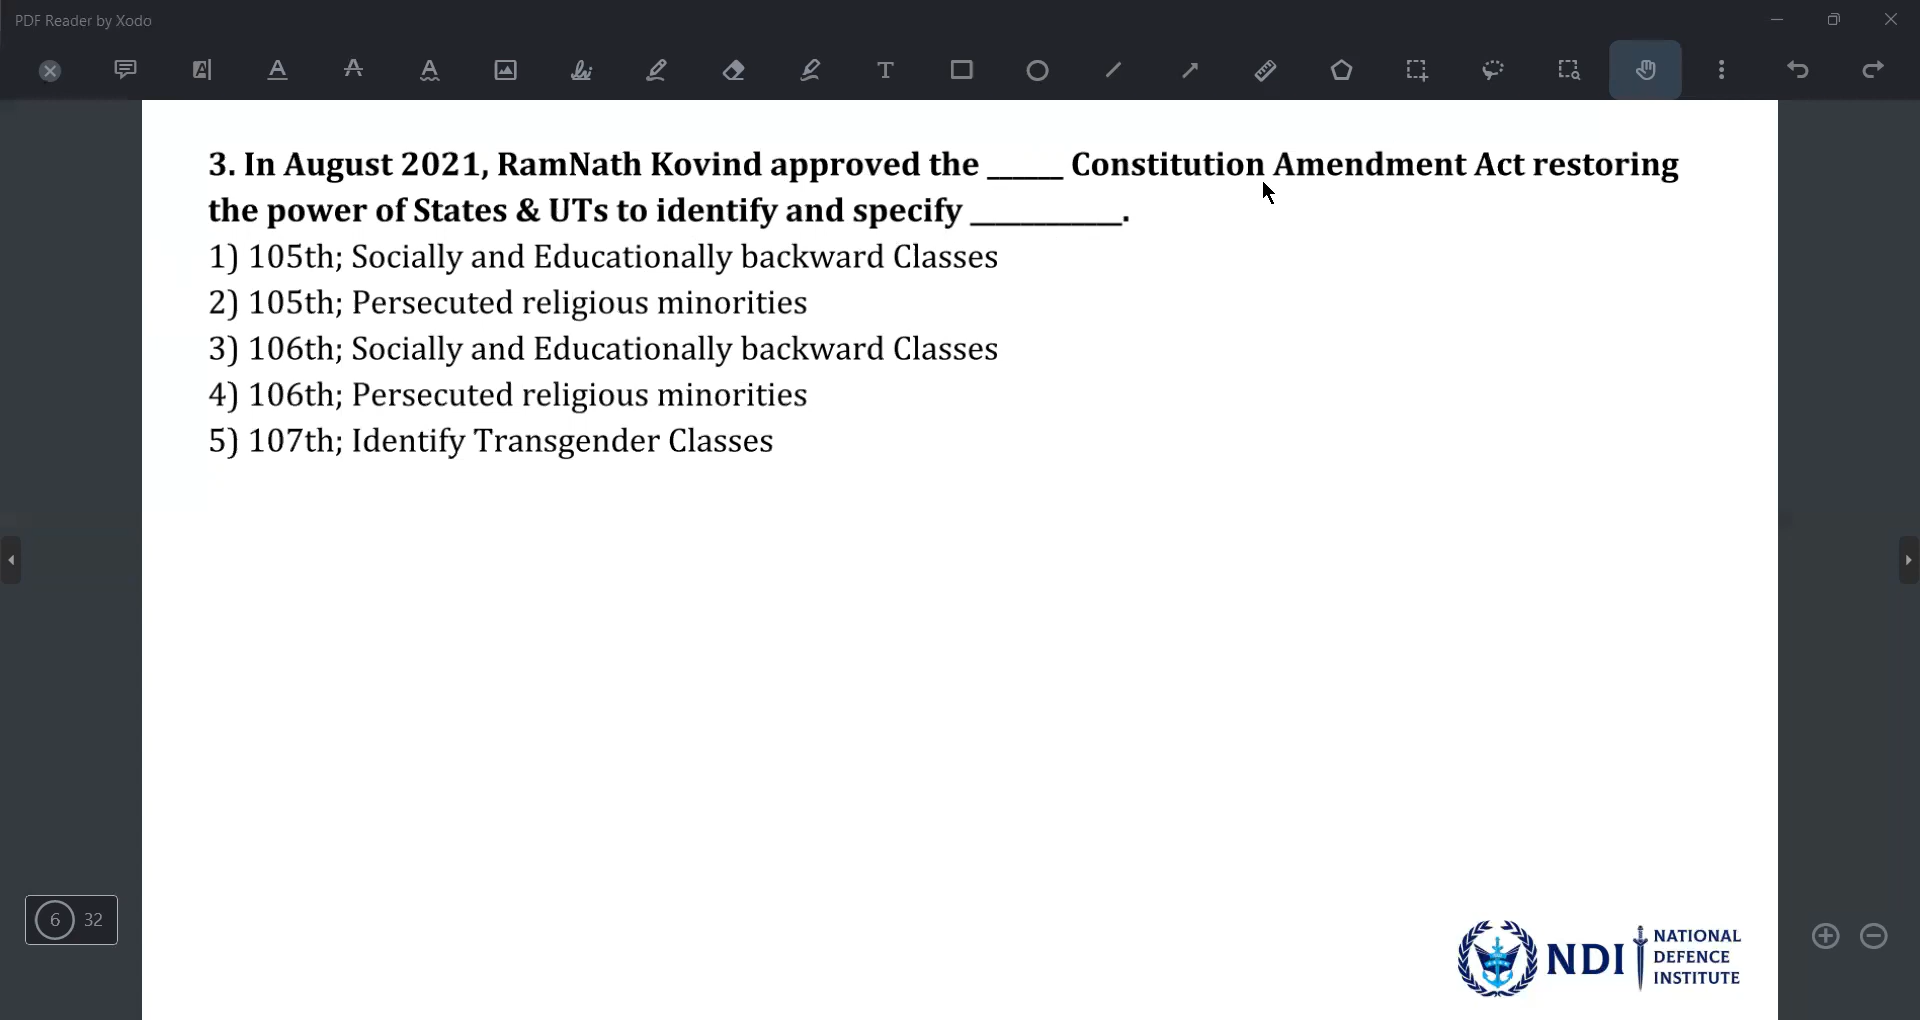 PDF Reader by Xodo
3. In August 2021, RamNath Kovind approved the ______ Constitution Amendment Act restoring
the power of States & UTs to identify and specify ____________.
1) 105th; Socially and Educationally backward Classes
2) 105th; Persecuted religious minorities
3) 106th; Socially and Educationally backward Classes
4) 106th; Persecuted religious minorities
5) 107th; Identify Transgender Classes
6 32
NDI NATIONAL
DEFENCE
INSTITUTE